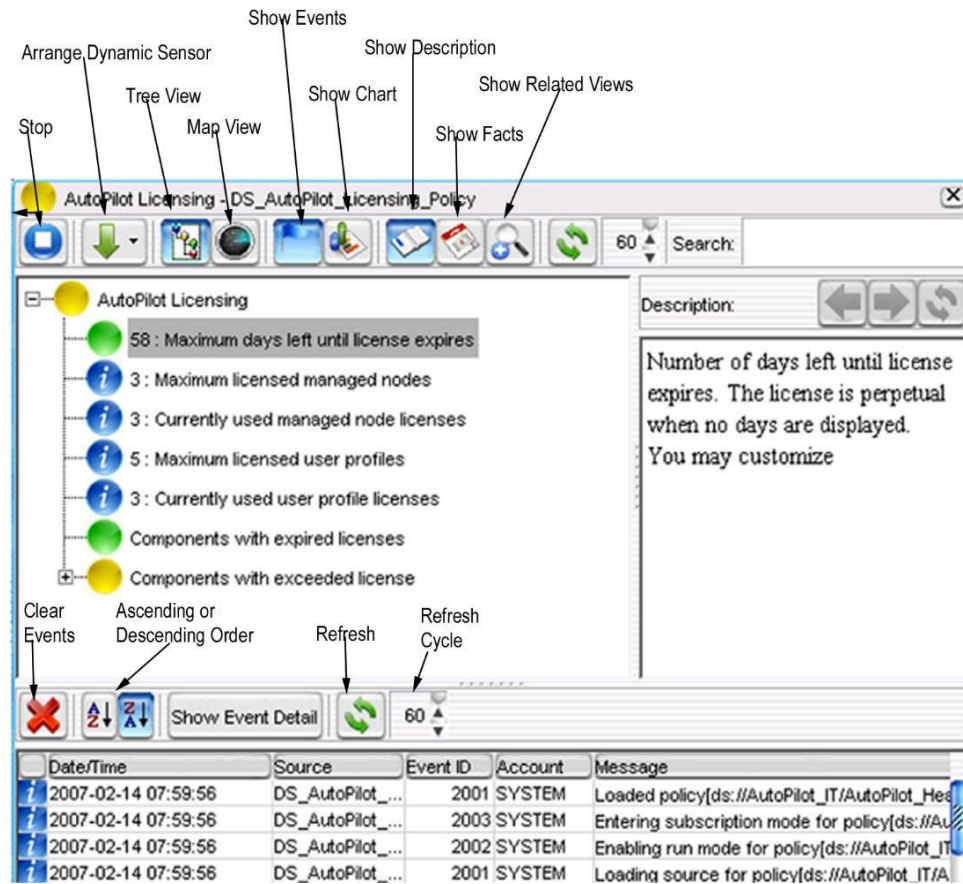 Show Events
Arrange Dynamic Sensor
Show Description
Tree View
Show Chart
Show Related Views
Stop
Map View
Show Facts
AutoPilot Licensing - DS_AutoPilot_Licensing_Policy
60
Search:
AutoPilot Licensing
58 : Maximum days left until license expires
3 : Maximum licensed managed nodes
3 : Currently used managed node licenses
5 : Maximum licensed user profiles
3 : Currently used user profile licenses
Components with expired licenses
Components with exceeded license
Description:
Number of days left until license
expires. The license is perpetual
when no days are displayed.
You may customize
Clear
Events
Ascending or
Descending Order
Refresh
Refresh
Cycle
Show Event Detail
60
Date/Time Source Event ID Account Message
2007-02-14 07:59:56 DS_AutoPilot_... 2001 SYSTEM Loaded policy[ds://AutoPilot_IT/AutoPilot_Hea
2007-02-14 07:59:56 DS_AutoPilot_... 2003 SYSTEM Entering subscription mode for policy[ds://Au
2007-02-14 07:59:56 DS_AutoPilot_... 2002 SYSTEM Enabling run mode for policy[ds://AutoPilot_IT
2007-02-14 07:59:56 DS_AutoPilot_... 2001 SYSTEM Loading source for policy[ds://AutoPilot_IT/A